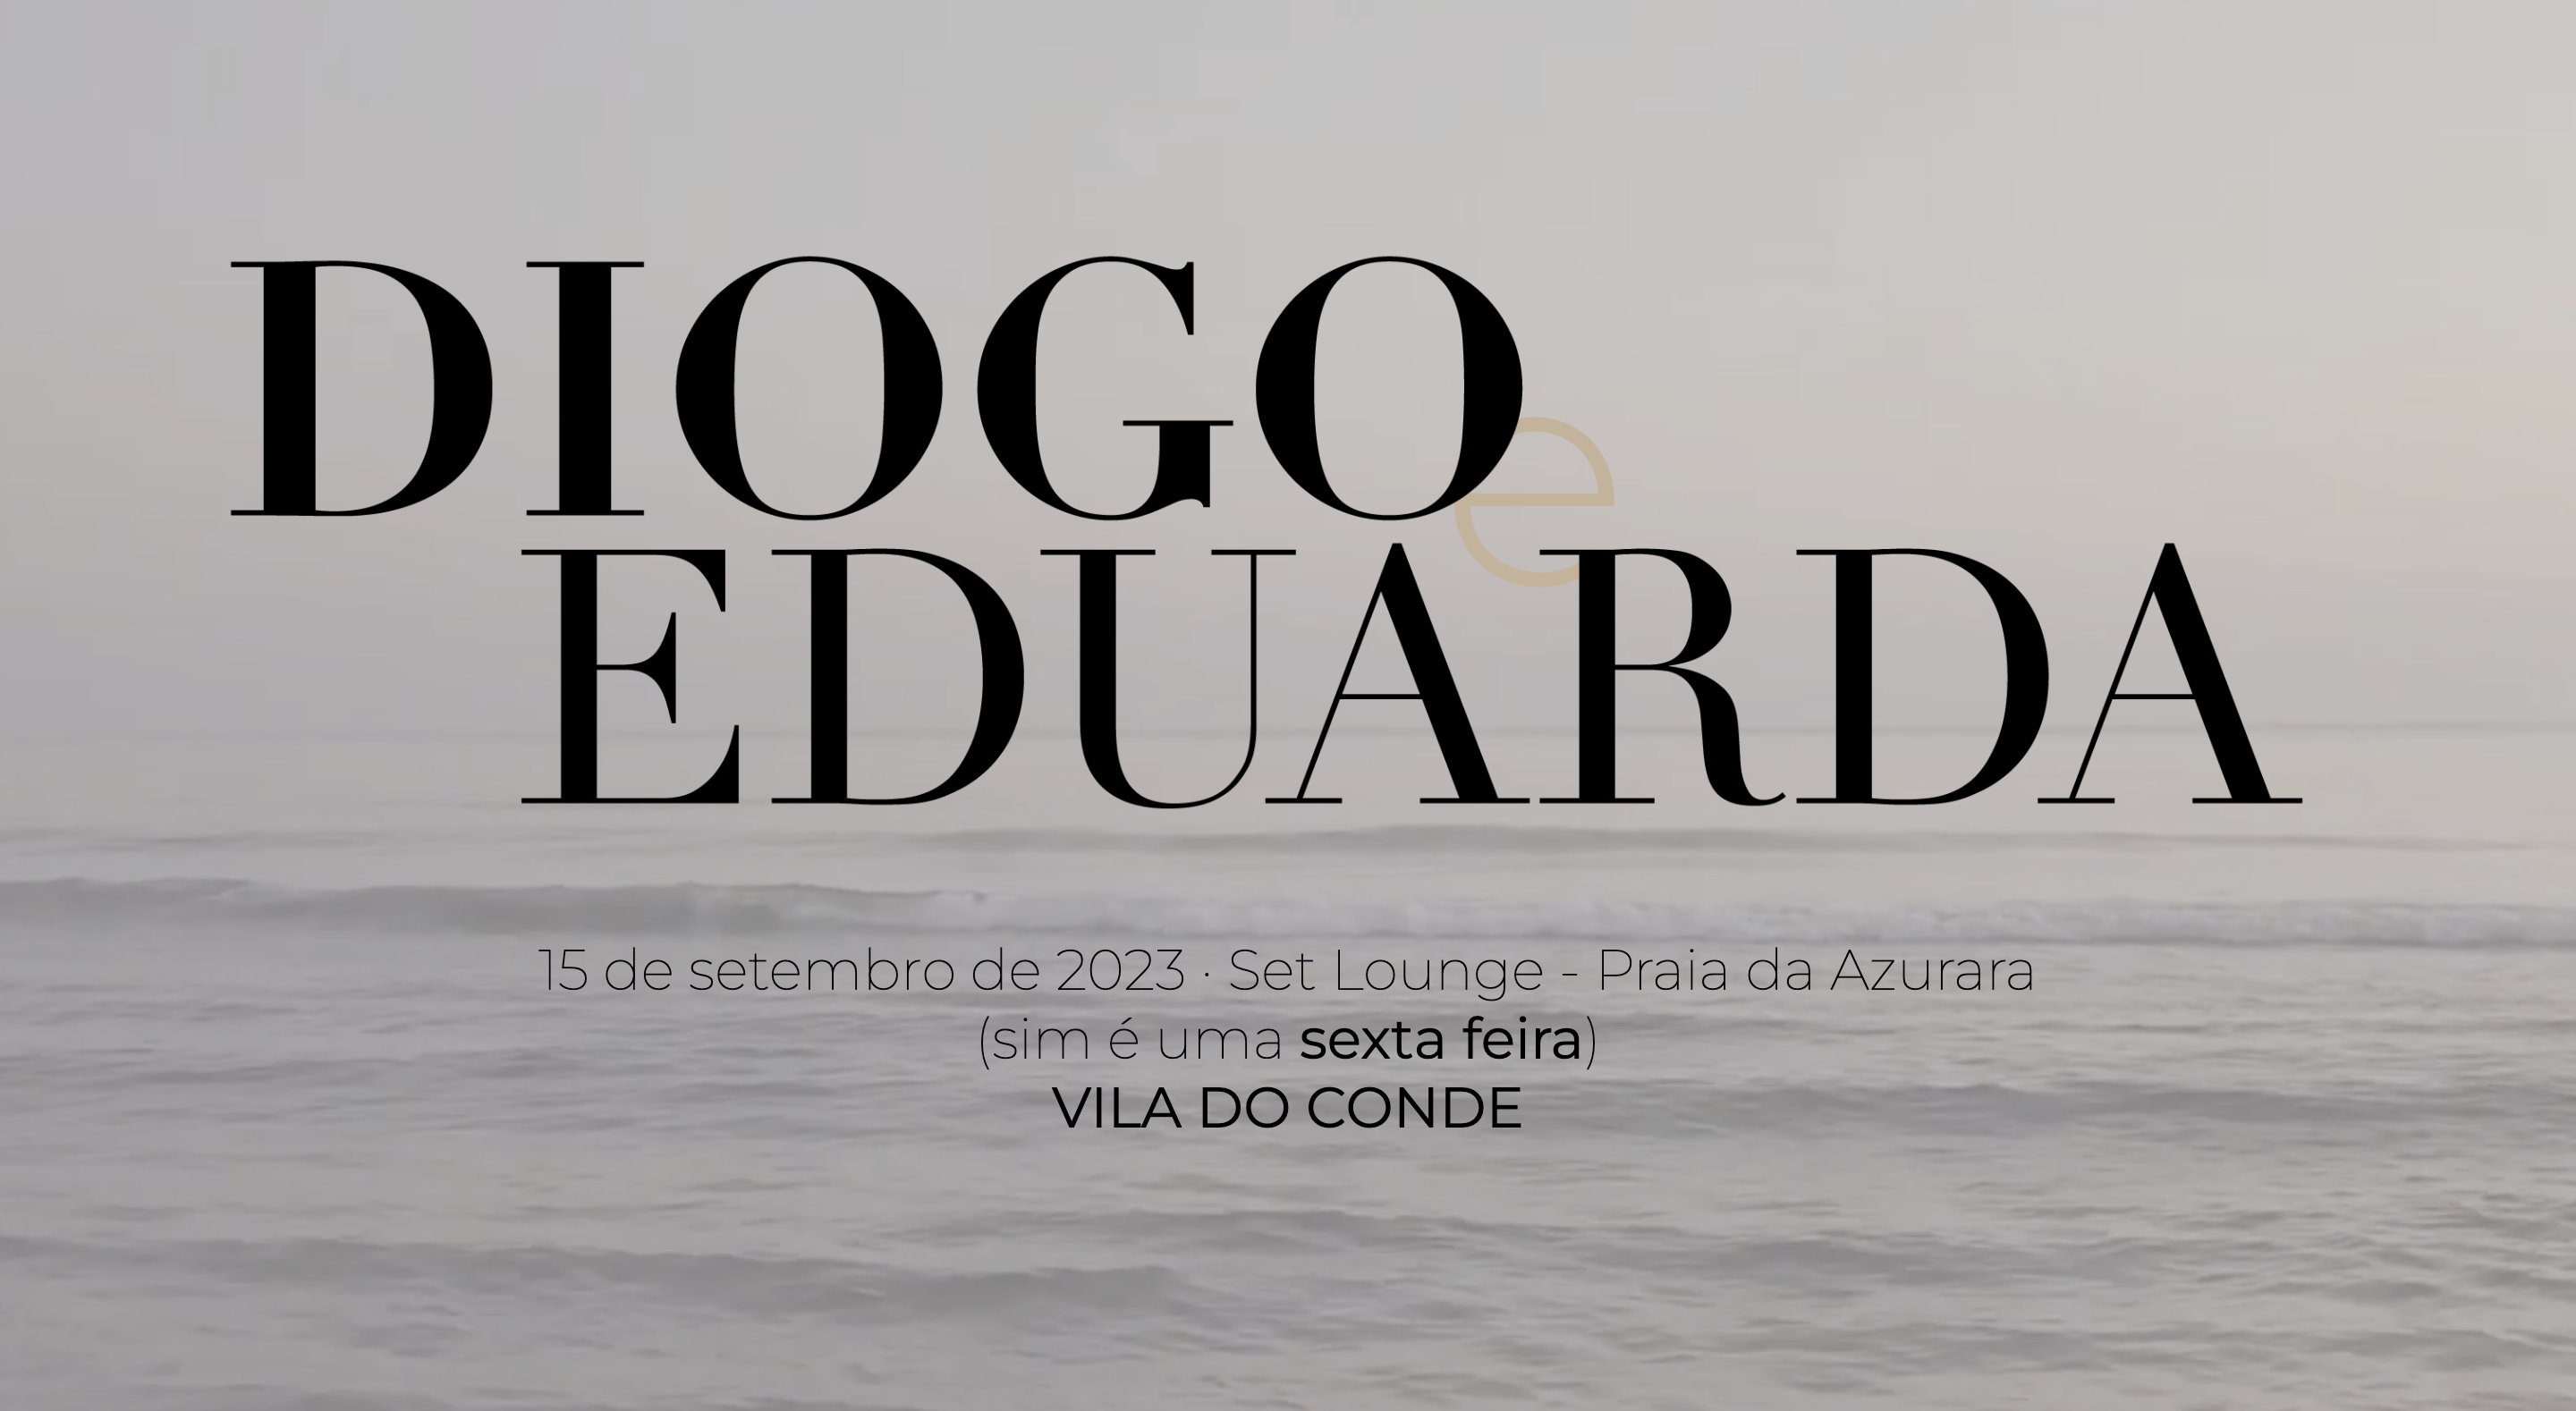 DIOGO
e
EDUARDA
15 de setembro de 2023 · Set Lounge - Praia da Azurara
(sim é uma sexta feira)
VILA DO CONDE